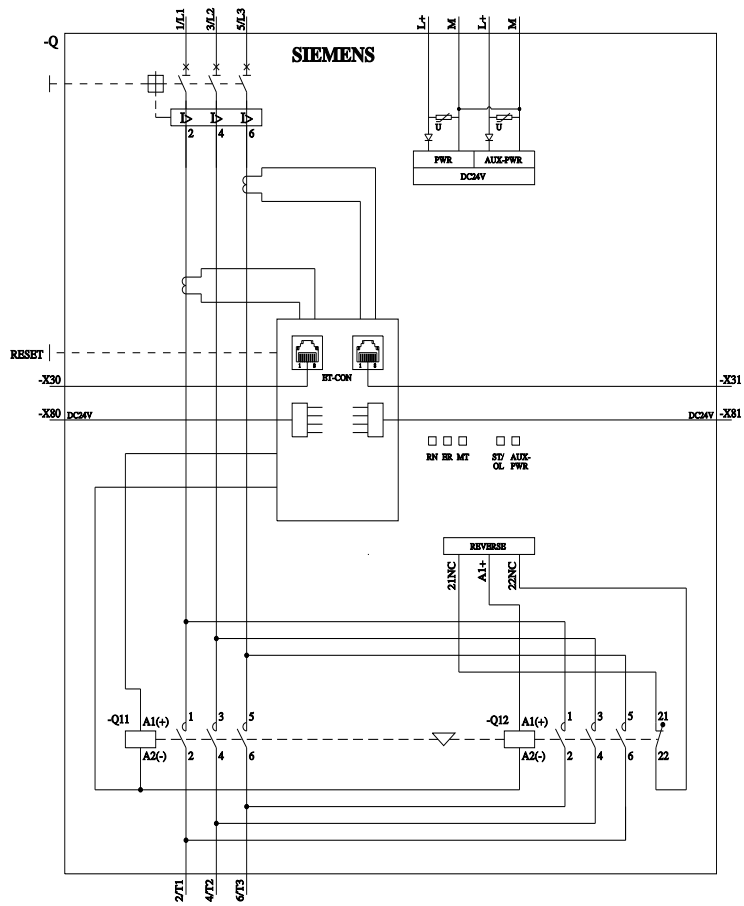 1/L1 3/L2 5/L3 L+ M L+ M
-Q
SIEMENS
I> I> I>
2 4 6
U U
PWR AUX-PWR
DC24V
RESET
1 8 1 8
ET-CON
-X30 -X31
-X80 DC24V DC24V -X81
RN ER MT ST/ AUX-
OL PWR
REVERSE
21NC A1+ 22NC
-Q11 A1(+) 1 3 5 -Q12 A1(+) 1 3 5 21
A2(-) 2 4 6 A2(-) 2 4 6 22
2/T1 4/T2 6/T3